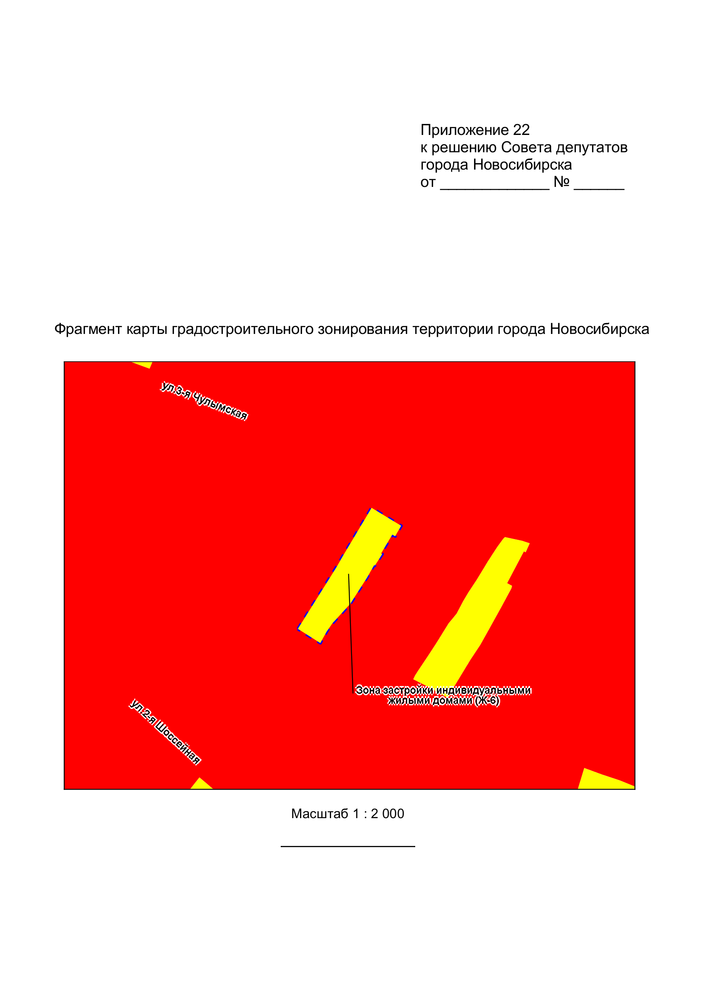 Приложение 22
к решению Совета депутатов
города Новосибирска
от _____________ № ______
Фрагмент карты градостроительного зонирования территории города Новосибирска
ул.3-я Чулымская
Зона застройки индивидуальными
жилыми домами (Ж-6)
ул.2-я Шоссейная
Масштаб 1 : 2 000